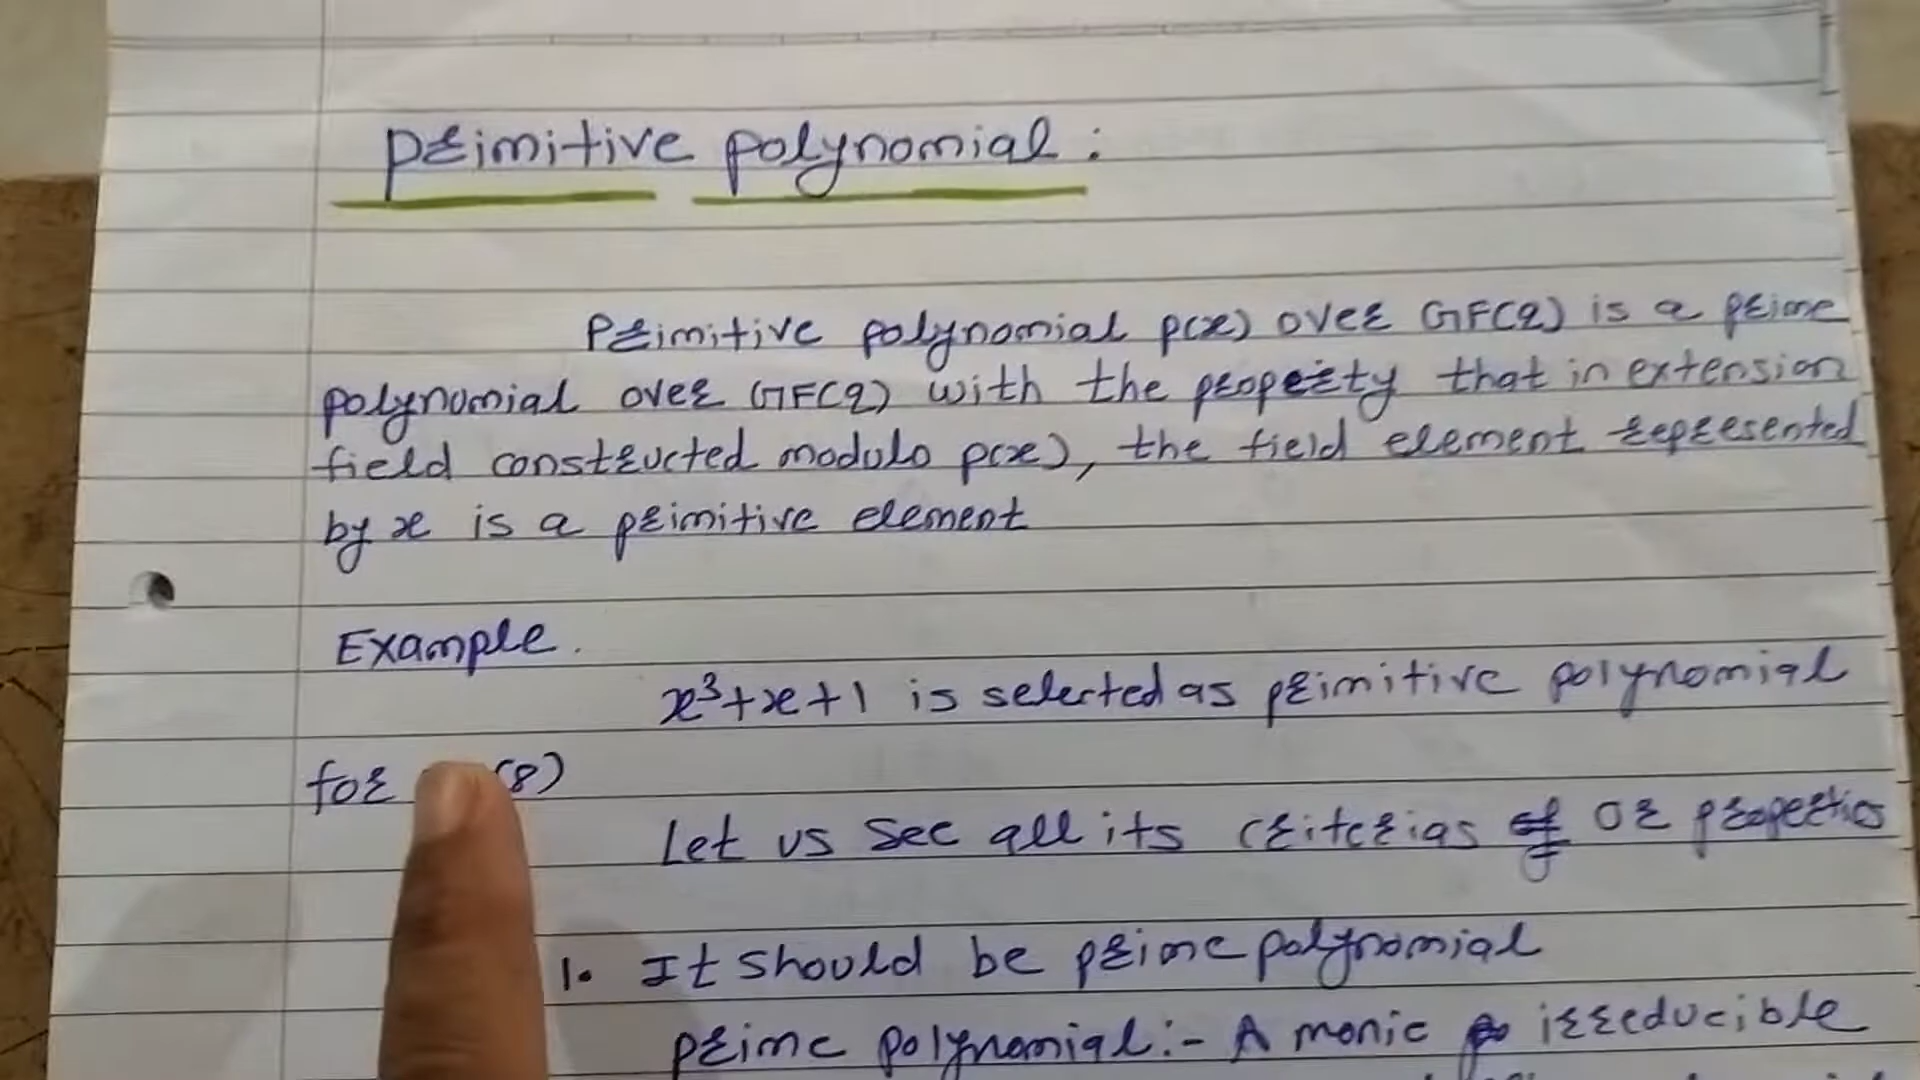 Primitive polynomial :
Primitive polynomial p(x) over GF(q) is a prime
polynomial over GF(q) with the property that in extension
field constructed modulo p(x), the field element represented
by x is a primitive element
Example.
x³+x+1 is selected as primitive polynomial
for (8)
Let us see all its criterias of or properties
1. It should be prime polynomial
prime polynomial:- A monic irreducible